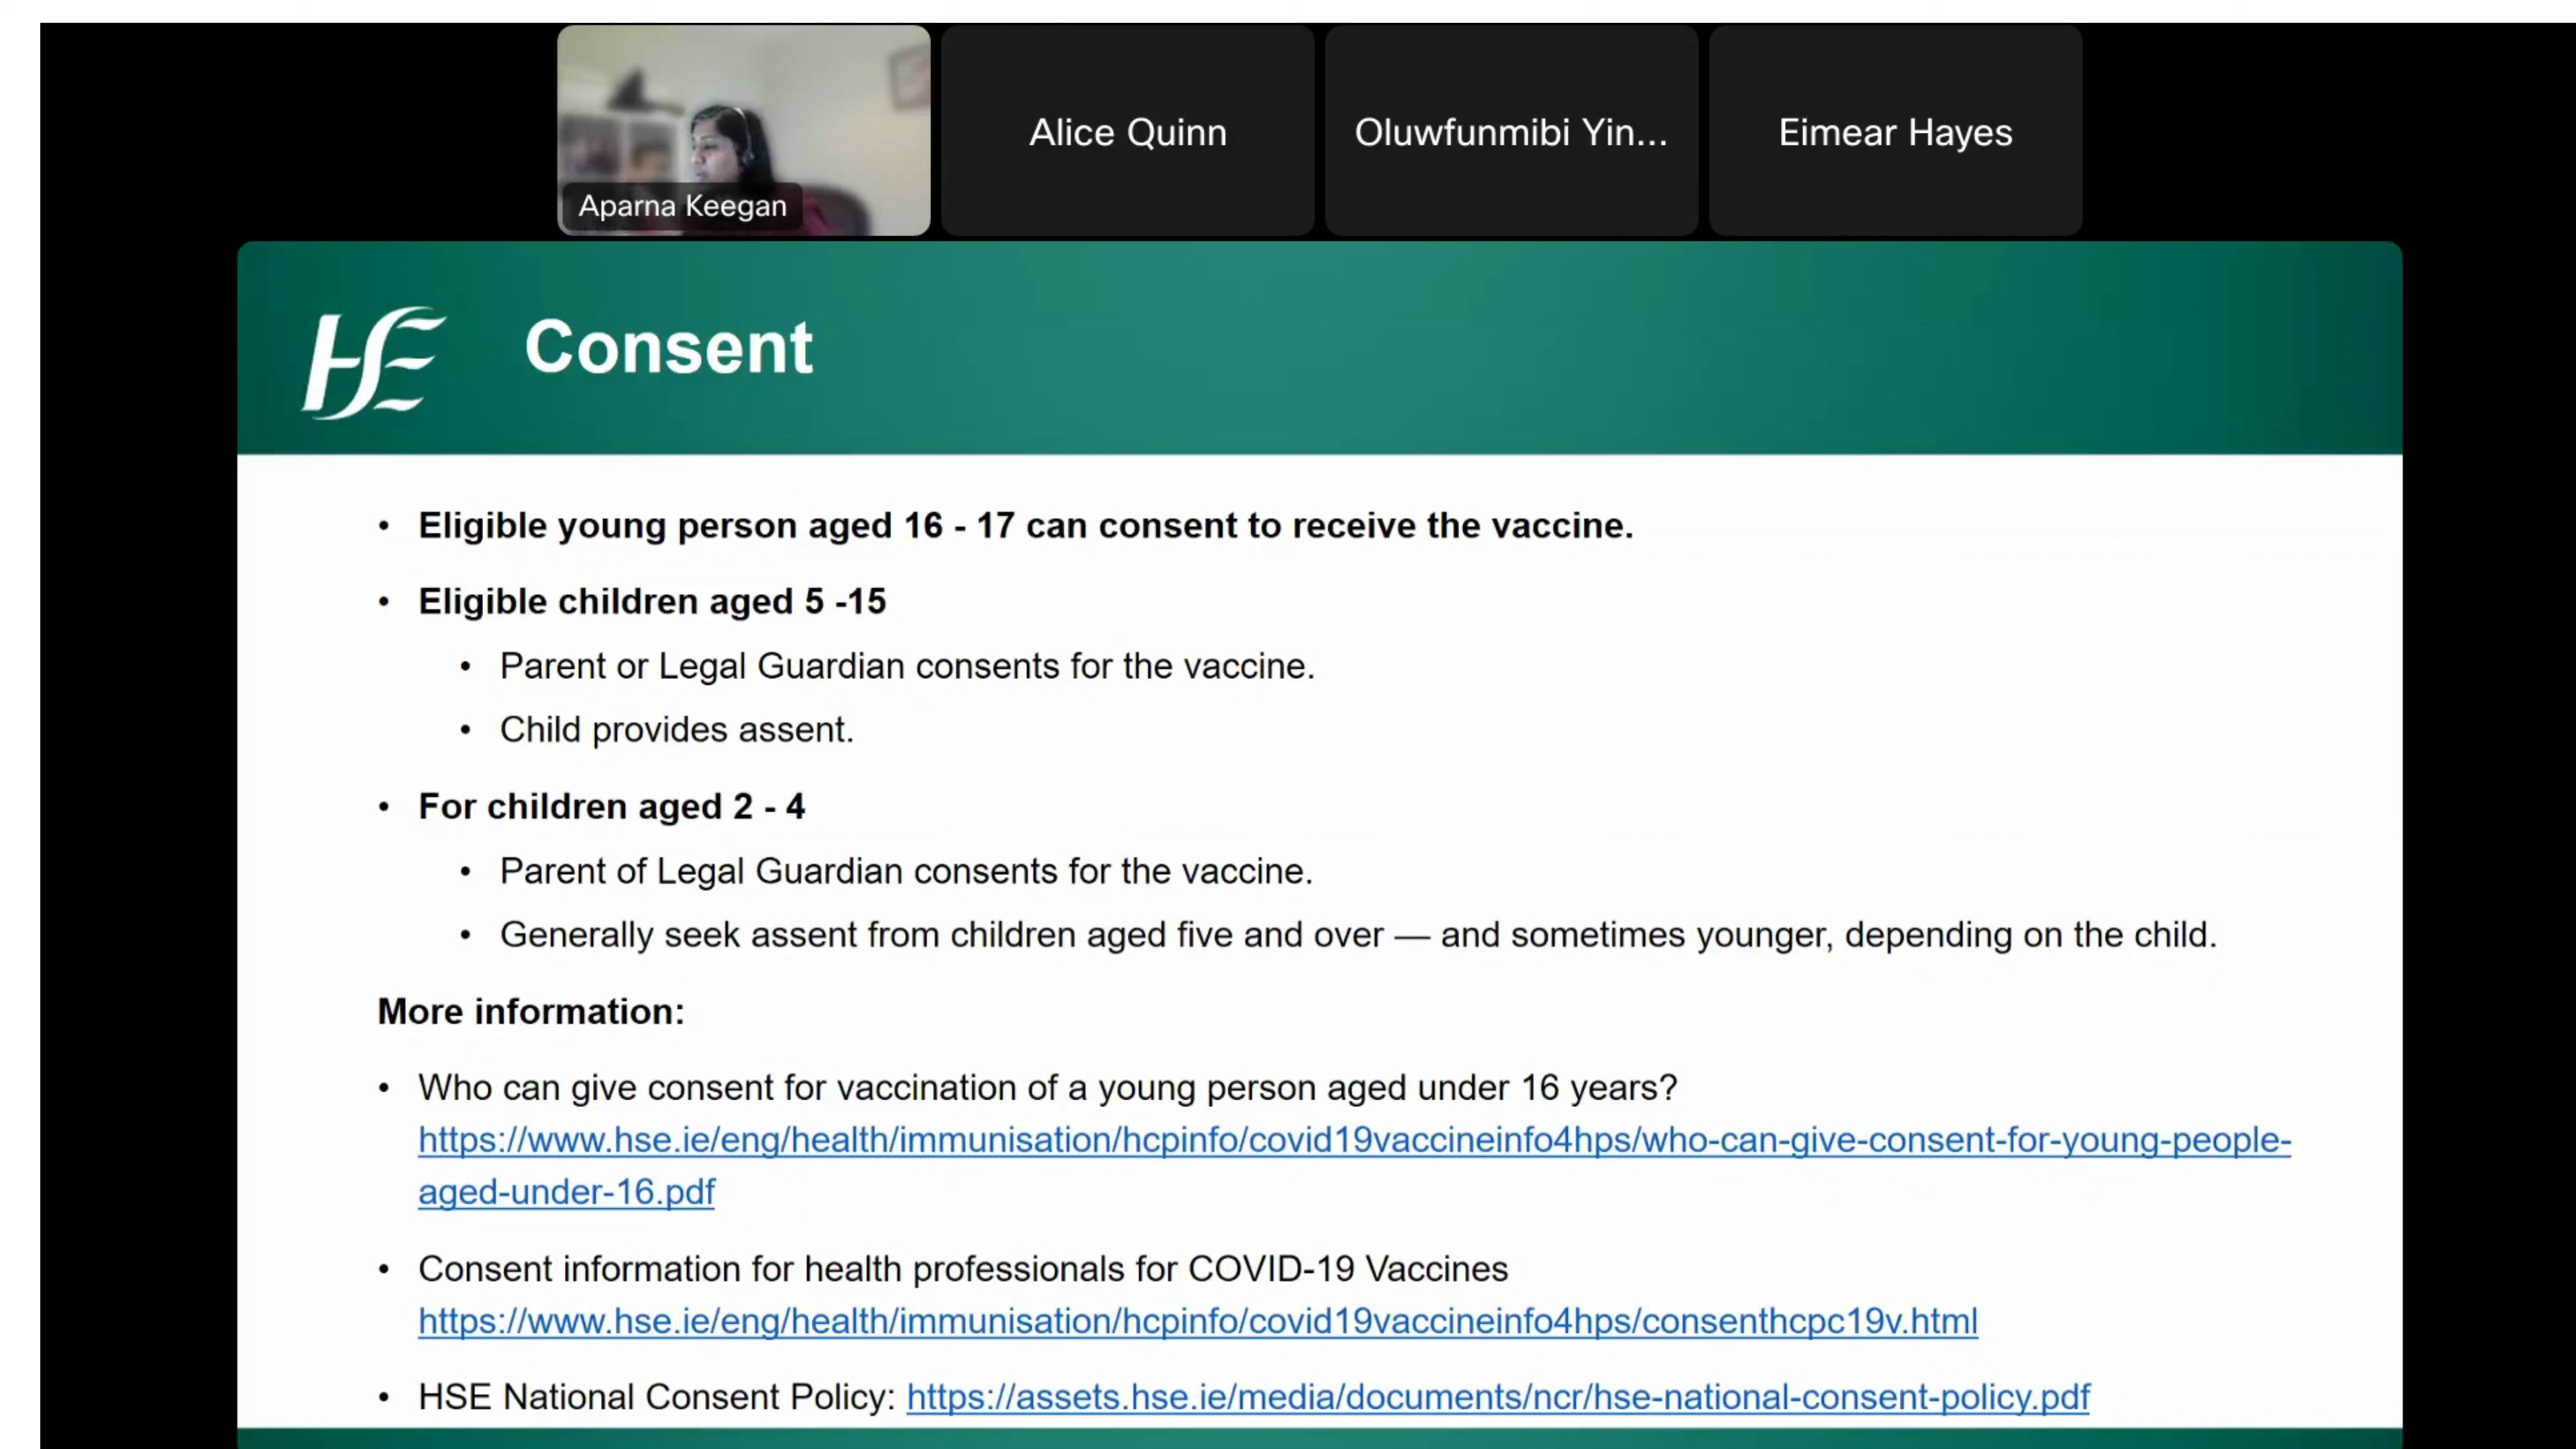 Aparna Keegan
Alice Quinn
Oluwfunmibi Yin...
Eimear Hayes
HSE
Consent
• Eligible young person aged 16 - 17 can consent to receive the vaccine.
• Eligible children aged 5 -15
• Parent or Legal Guardian consents for the vaccine.
• Child provides assent.
• For children aged 2 - 4
• Parent of Legal Guardian consents for the vaccine.
• Generally seek assent from children aged five and over — and sometimes younger, depending on the child.
More information:
• Who can give consent for vaccination of a young person aged under 16 years?
https://www.hse.ie/eng/health/immunisation/hcpinfo/covid19vaccineinfo4hps/who-can-give-consent-for-young-people-
aged-under-16.pdf
• Consent information for health professionals for COVID-19 Vaccines
https://www.hse.ie/eng/health/immunisation/hcpinfo/covid19vaccineinfo4hps/consenthcpc19v.html
• HSE National Consent Policy: https://assets.hse.ie/media/documents/ncr/hse-national-consent-policy.pdf